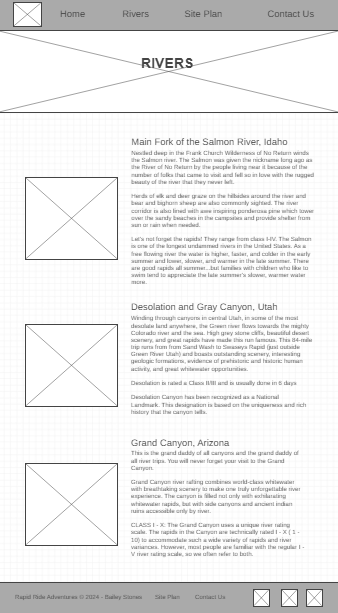 Home Rivers Site Plan Contact Us
RIVERS
Main Fork of the Salmon River, Idaho
Nestled deep in the Frank Church Wilderness of No Return winds
the Salmon river. The Salmon was given the nickname long ago as
the River of No Return by the people living near it because of the
number of folks that came to visit and fell so in love with the rugged
beauty of the river that they never left.
Herds of elk and deer graze on the hillsides around the river and
bear and bighorn sheep are also commonly sighted. The river
corridor is also lined with awe inspiring ponderosa pine which tower
over the sandy beaches in the campsites and provide shelter from
sun or rain when needed.
Let's not forget the rapids! They range from class I-IV. The Salmon
is one of the longest undammed rivers in the United States. As a
free flowing river the water is higher, faster, and colder in the early
summer and lower, slower, and warmer in the late summer. There
are good rapids all summer...but families with children who like to
swim tend to appreciate the late summer's slower, warmer water
more.
Desolation and Gray Canyon, Utah
Winding through canyons in central Utah, in some of the most
desolate land anywhere, the Green river flows towards the mighty
Colorado river and the sea. High grey stone cliffs, beautiful desert
scenery, and great rapids have made this run famous. This 84-mile
trip runs from from Sand Wash to Swaseys Rapid (just outside
Green River Utah) and boasts outstanding scenery, interesting
geologic formations, evidence of prehistoric and historic human
activity, and great whitewater opportunities.
Desolation is rated a Class II/III and is usually done in 6 days
Desolation Canyon has been recognized as a National
Landmark. This designation is based on the uniqueness and rich
history that the canyon tells.
Grand Canyon, Arizona
This is the grand daddy of all canyons and the grand daddy of
all river trips. You will never forget your visit to the Grand
Canyon.
Grand Canyon river rafting combines world-class whitewater
with breathtaking scenery to make one truly unforgettable river
experience. The canyon is filled not only with exhilarating
whitewater rapids, but with side canyons and ancient indian
ruins accessible only by river.
CLASS I - X: The Grand Canyon uses a unique river rating
scale. The rapids in the Canyon are technically rated I - X ( 1 -
10) to accommodate such a wide variety of rapids and river
variances. However, most people are familiar with the regular I -
V river rating scale, so we often refer to both.
Rapid Ride Adventures © 2024 - Bailey Stones Site Plan Contact Us